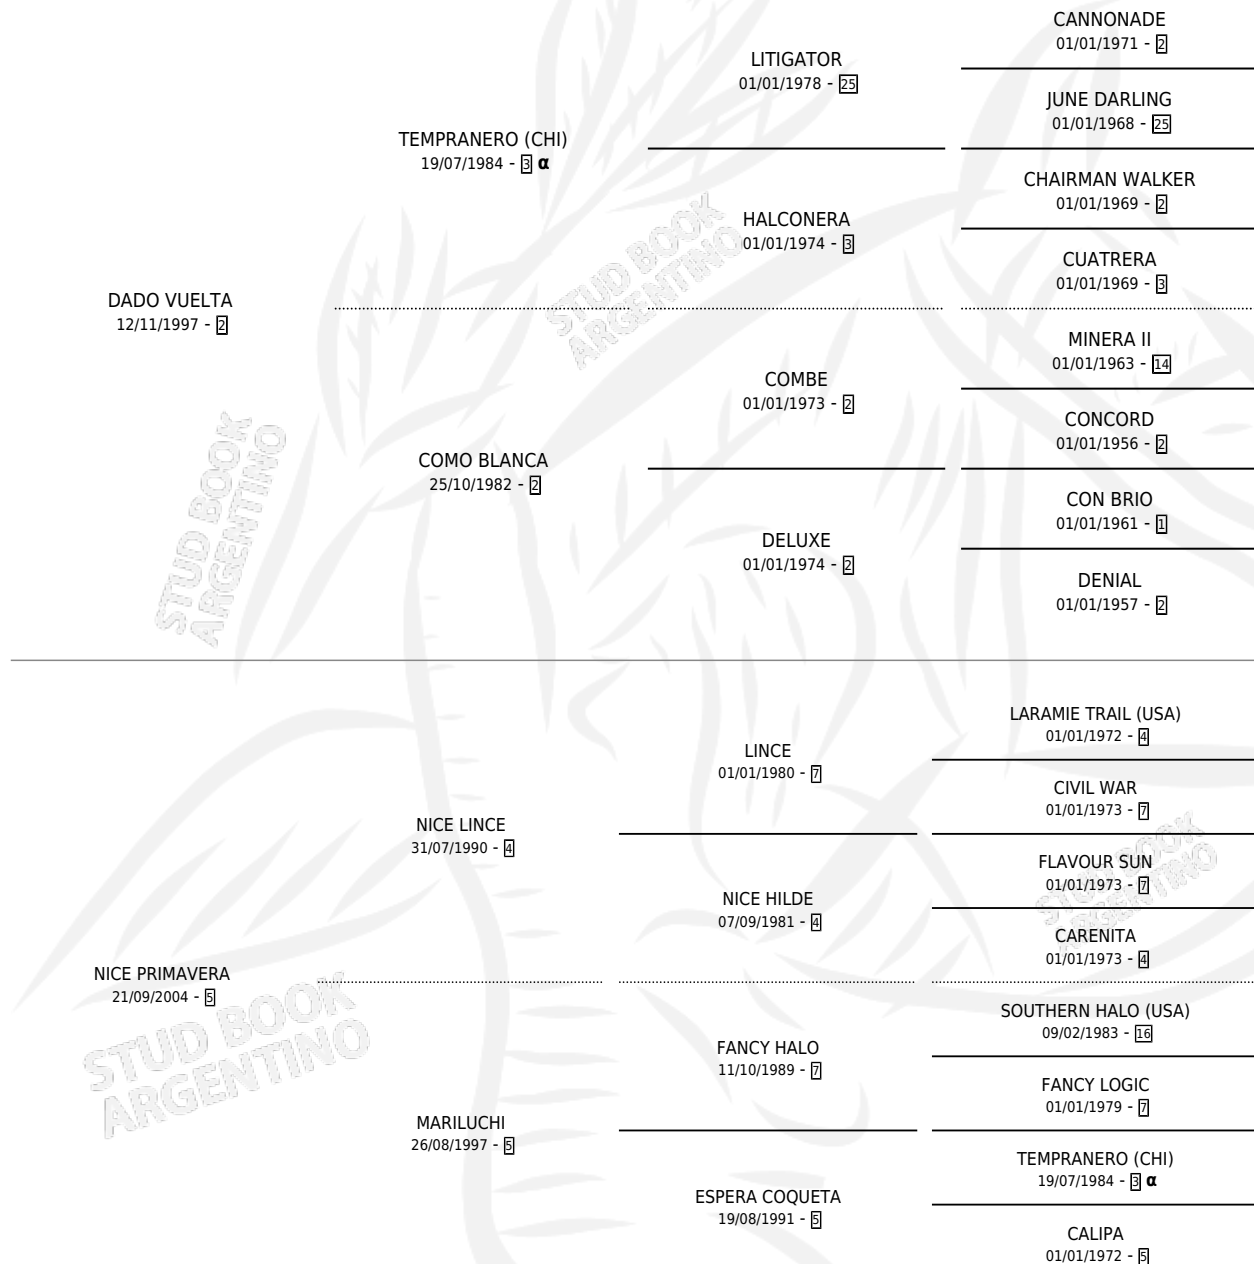 CANNONADE
01/01/1971 - 2
LITIGATOR
01/01/1978 - 25
JUNE DARLING
01/01/1968 - 25
TEMPRANERO (CHI)
19/07/1984 - 3 α
CHAIRMAN WALKER
01/01/1969 - 2
HALCONERA
01/01/1974 - 3
CUATRERA
01/01/1969 - 3
DADO VUELTA
12/11/1997 - 2
MINERA II
01/01/1963 - 14
COMBE
01/01/1973 - 2
CONCORD
01/01/1956 - 2
COMO BLANCA
25/10/1982 - 2
CON BRIO
01/01/1961 - 1
DELUXE
01/01/1974 - 2
DENIAL
01/01/1957 - 2
LARAMIE TRAIL (USA)
01/01/1972 - 4
LINCE
01/01/1980 - 7
CIVIL WAR
01/01/1973 - 7
NICE LINCE
31/07/1990 - 4
FLAVOUR SUN
01/01/1973 - 7
NICE HILDE
07/09/1981 - 4
CARENITA
01/01/1973 - 4
NICE PRIMAVERA
21/09/2004 - 5
SOUTHERN HALO (USA)
09/02/1983 - 16
FANCY HALO
11/10/1989 - 7
FANCY LOGIC
01/01/1979 - 7
MARILUCHI
26/08/1997 - 5
TEMPRANERO (CHI)
19/07/1984 - 3 α
ESPERA COQUETA
19/08/1991 - 5
CALIPA
01/01/1972 - 5
STUD BOOK
ARGENTINO
STUD BOOK
ARGENTINO
STUD BOOK
ARGENTINO
STUD BOOK
ARGENTINO